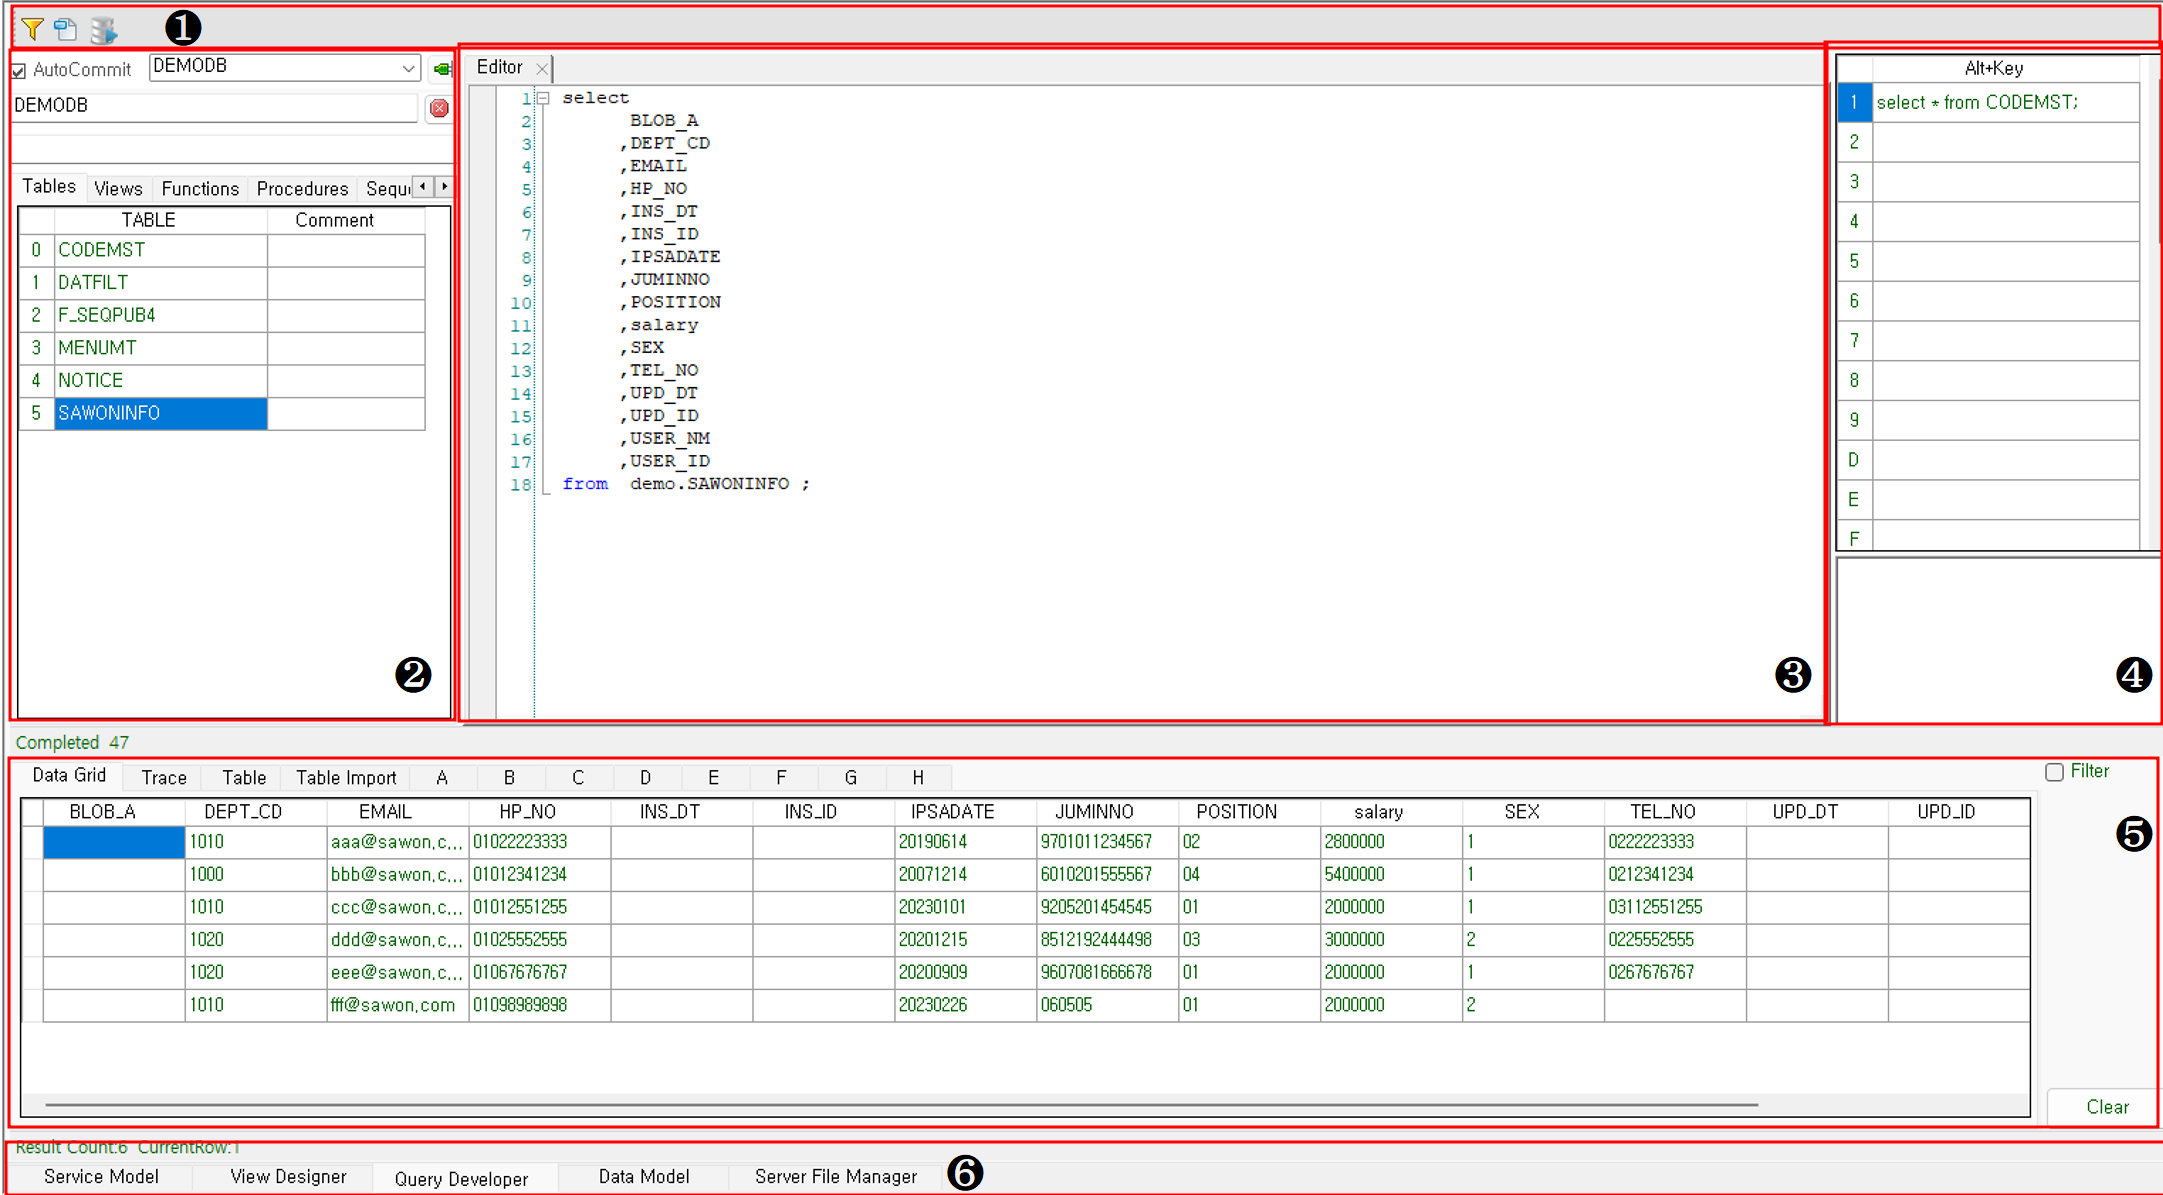 ❶
AutoCommit DEMODB
DEMODB
Tables Views Functions Procedures
TABLE Comment
0 CODEMST
1 DATFILT
2 F_SEQPUB4
3 MENUMT
4 NOTICE
5 SAWONINFO
❷
Editor
1 select
2 BLOB_A
3 ,DEPT_CD
4 ,EMAIL
5 ,HP_NO
6 ,INS_DT
7 ,INS_ID
8 ,IPSADATE
9 ,JUMINNO
10 ,POSITION
11 ,salary
12 ,SEX
13 ,TEL_NO
14 ,UPD_DT
15 ,UPD_ID
16 ,USER_NM
17 ,USER_ID
18 from demo.SAWONINFO ;
❸
Alt+Key
1 select * from CODEMST;
2
3
4
5
6
7
8
9
D
E
F
❹
Completed 47
Data Grid Trace Table Table Import A B C D E F G H Filter
BLOB_A DEPT_CD EMAIL HP_NO INS_DT INS_ID IPSADATE JUMINNO POSITION salary SEX TEL_NO UPD_DT UPD_ID
1010 aaa@sawon.c... 01022223333 20190614 9701011234567 02 2800000 1 0222223333
1000 bbb@sawon.c... 01012341234 20071214 6010201555567 04 5400000 1 0212341234
1010 ccc@sawon.c... 01012551255 20230101 9205201454545 01 2000000 1 03112551255
1020 ddd@sawon.c... 01025552555 20201215 8512192444498 03 3000000 2 0225552555
1020 eee@sawon.c... 01067676767 20200909 9607081666678 01 2000000 1 0267676767
1010 fff@sawon.com 01098989898 20230226 060505 01 2000000 2
❺
Clear
Result Count:6 CurrentRow:1
Service Model View Designer Query Developer Data Model Server File Manager ❻